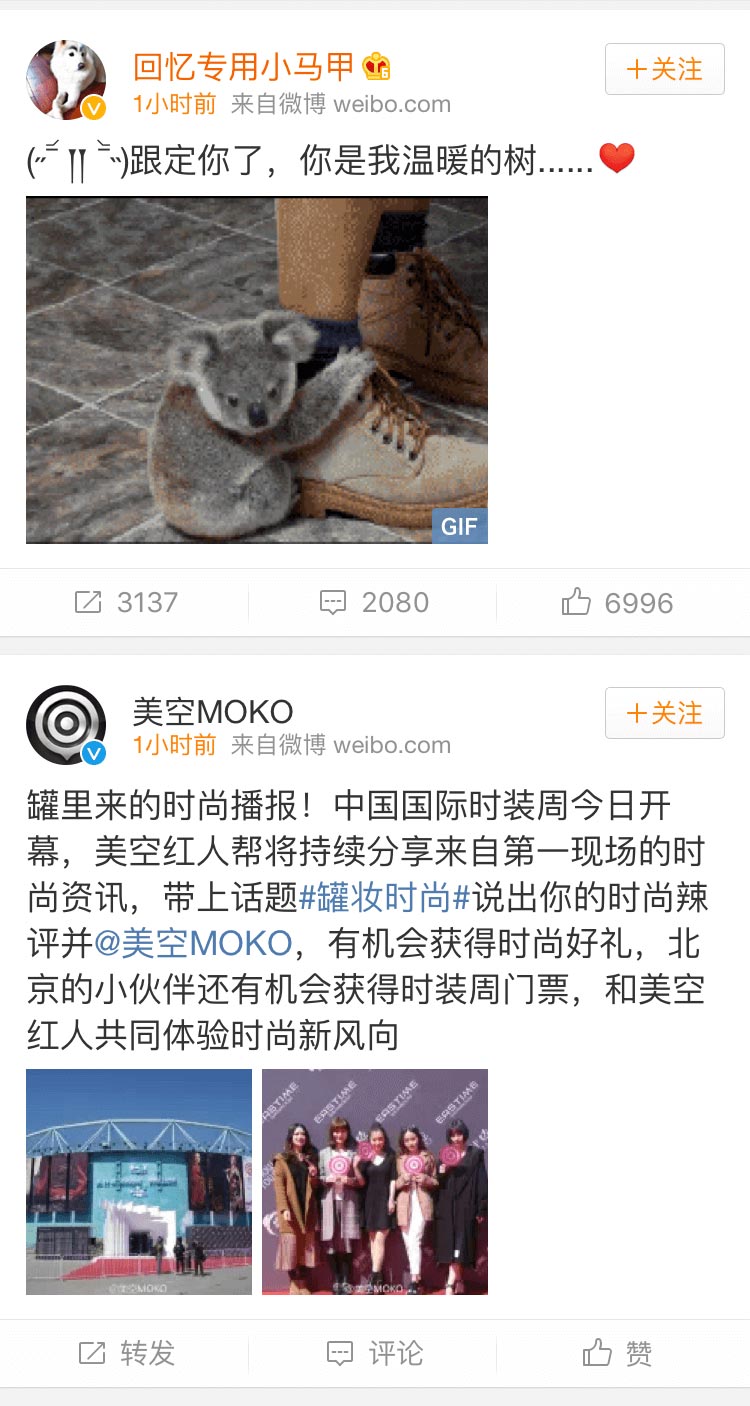 回忆专用小马甲
+关注
1小时前 来自微博 weibo.com
跟定你了，你是我温暖的树......❤️
GIF
3137 2080 6996
美空MOKO
+关注
1小时前 来自微博 weibo.com
罐里来的时尚播报！中国国际时装周今日开
幕，美空红人帮将持续分享来自第一现场的时
尚资讯，带上话题#罐妆时尚#说出你的时尚辣
评并@美空MOKO，有机会获得时尚好礼，北
京的小伙伴还有机会获得时装周门票，和美空
红人共同体验时尚新风向
EASTIME EASTIME EASTIME EASTIME
@美空MOKO
@美空MOKO
转发 评论 赞